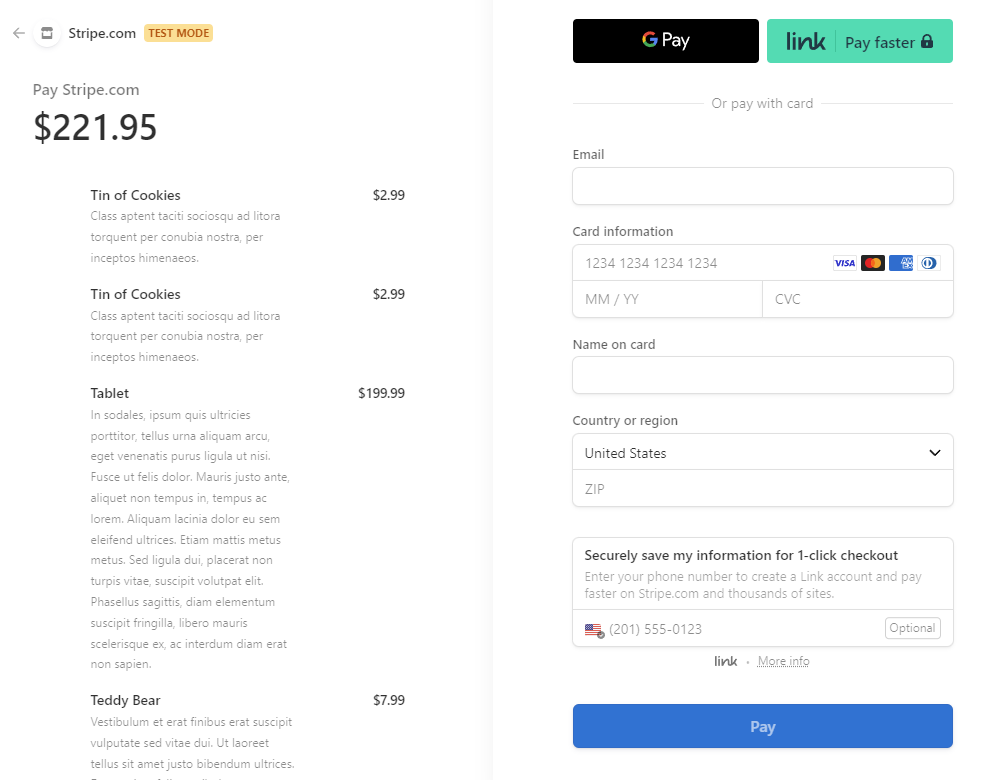 Stripe.com TEST MODE
Pay Stripe.com
$221.95
Tin of Cookies $2.99
Class aptent taciti sociosqu ad litora
torquent per conubia nostra, per
inceptos himenaeos.
Tin of Cookies $2.99
Class aptent taciti sociosqu ad litora
torquent per conubia nostra, per
inceptos himenaeos.
Tablet $199.99
In sodales, ipsum quis ultricies
porttitor, tellus urna aliquam arcu,
eget venenatis purus ligula ut nisi.
Fusce ut felis dolor. Mauris justo ante,
aliquet non tempus in, tempus ac
lorem. Aliquam lacinia dolor eu sem
eleifend ultrices. Etiam mattis metus
metus. Sed ligula dui, placerat non
turpis vitae, suscipit volutpat elit.
Phasellus sagittis, diam elementum
suscipit fringilla, libero mauris
scelerisque ex, ac interdum diam erat
non sapien.
Teddy Bear $7.99
Vestibulum et erat finibus erat suscipit
vulputate sed vitae dui. Ut laoreet
tellus sit amet justo bibendum ultrices.
G Pay
link Pay faster
Or pay with card
Email
Card information
1234 1234 1234 1234 VISA AM EX
MM / YY CVC
Name on card
Country or region
United States
ZIP
Securely save my information for 1-click checkout
Enter your phone number to create a Link account and pay
faster on Stripe.com and thousands of sites.
(201) 555-0123 Optional
link · More info
Pay